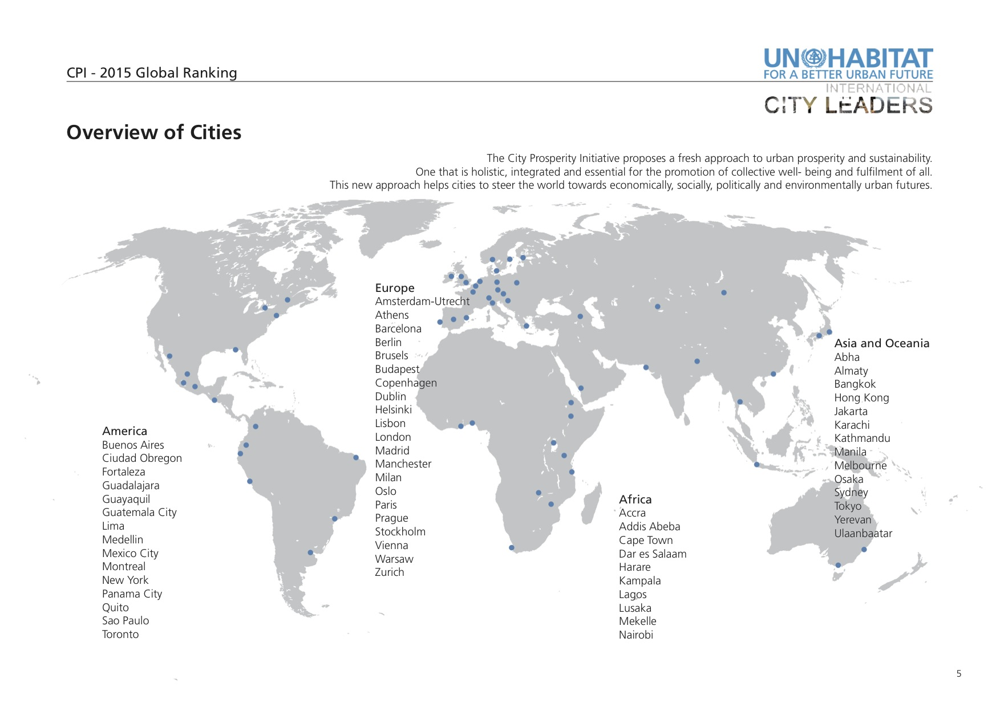 CPI - 2015 Global Ranking
UN HABITAT
FOR A BETTER URBAN FUTURE
INTERNATIONAL
CITY LEADERS
Overview of Cities
The City Prosperity Initiative proposes a fresh approach to urban prosperity and sustainability.
One that is holistic, integrated and essential for the promotion of collective well- being and fulfilment of all.
This new approach helps cities to steer the world towards economically, socially, politically and environmentally urban futures.
America
Buenos Aires
Ciudad Obregon
Fortaleza
Guadalajara
Guayaquil
Guatemala City
Lima
Medellin
Mexico City
Montreal
New York
Panama City
Quito
Sao Paulo
Toronto
Europe
Amsterdam-Utrecht
Athens
Barcelona
Berlin
Brusels
Budapest
Copenhagen
Dublin
Helsinki
Lisbon
London
Madrid
Manchester
Milan
Oslo
Paris
Prague
Stockholm
Vienna
Warsaw
Zurich
Africa
Accra
Addis Abeba
Cape Town
Dar es Salaam
Harare
Kampala
Lagos
Lusaka
Mekelle
Nairobi
Asia and Oceania
Abha
Almaty
Bangkok
Hong Kong
Jakarta
Karachi
Kathmandu
Manila
Melbourne
Osaka
Sydney
Tokyo
Yerevan
Ulaanbaatar
5